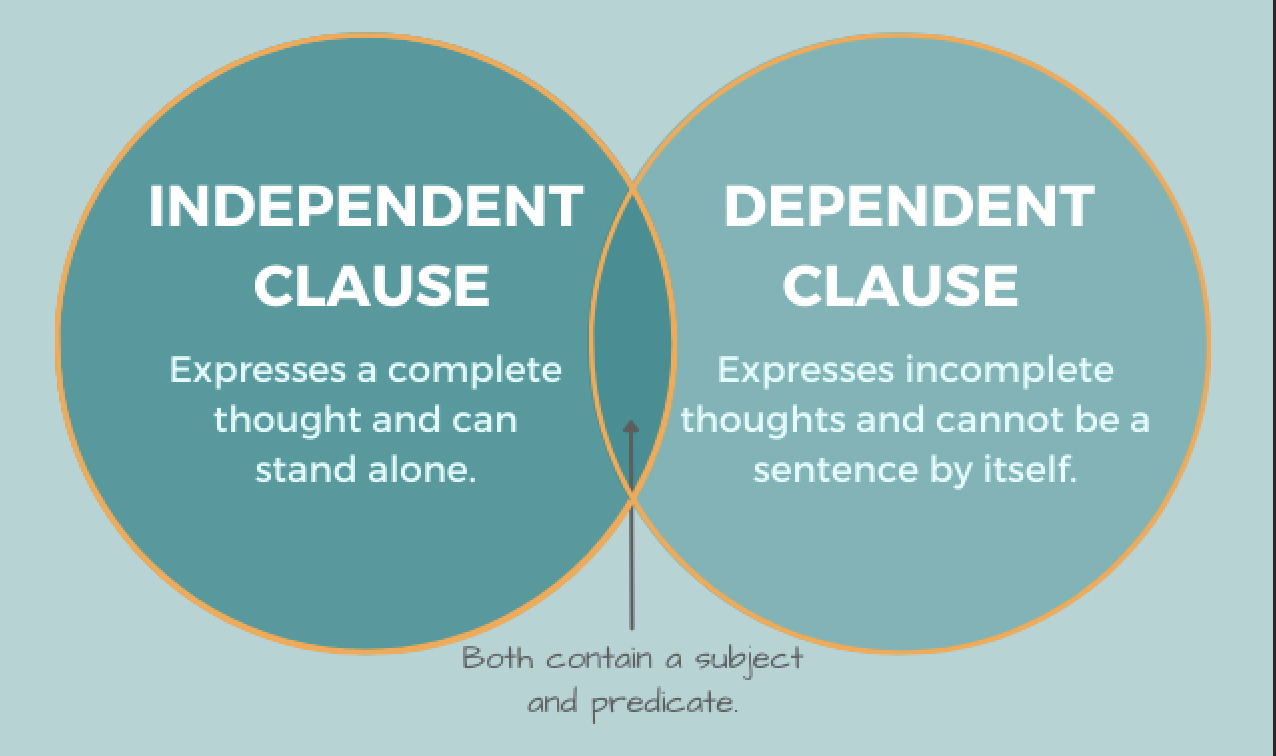 INDEPENDENT
CLAUSE
Expresses a complete
thought and can
stand alone.
DEPENDENT
CLAUSE
Expresses incomplete
thoughts and cannot be a
sentence by itself.
Both contain a subject
and predicate.